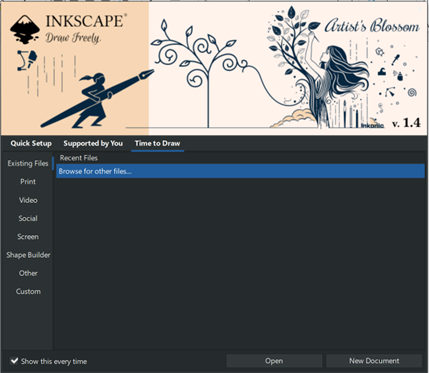 INKSCAPE®
Draw Freely.
Artist's Blossom
Inkonic
v. 1.4
Quick Setup Supported by You Time to Draw
Existing Files
Print
Video
Social
Screen
Shape Builder
Other
Custom
Recent Files
Browse for other files...
Show this every time
Open
New Document